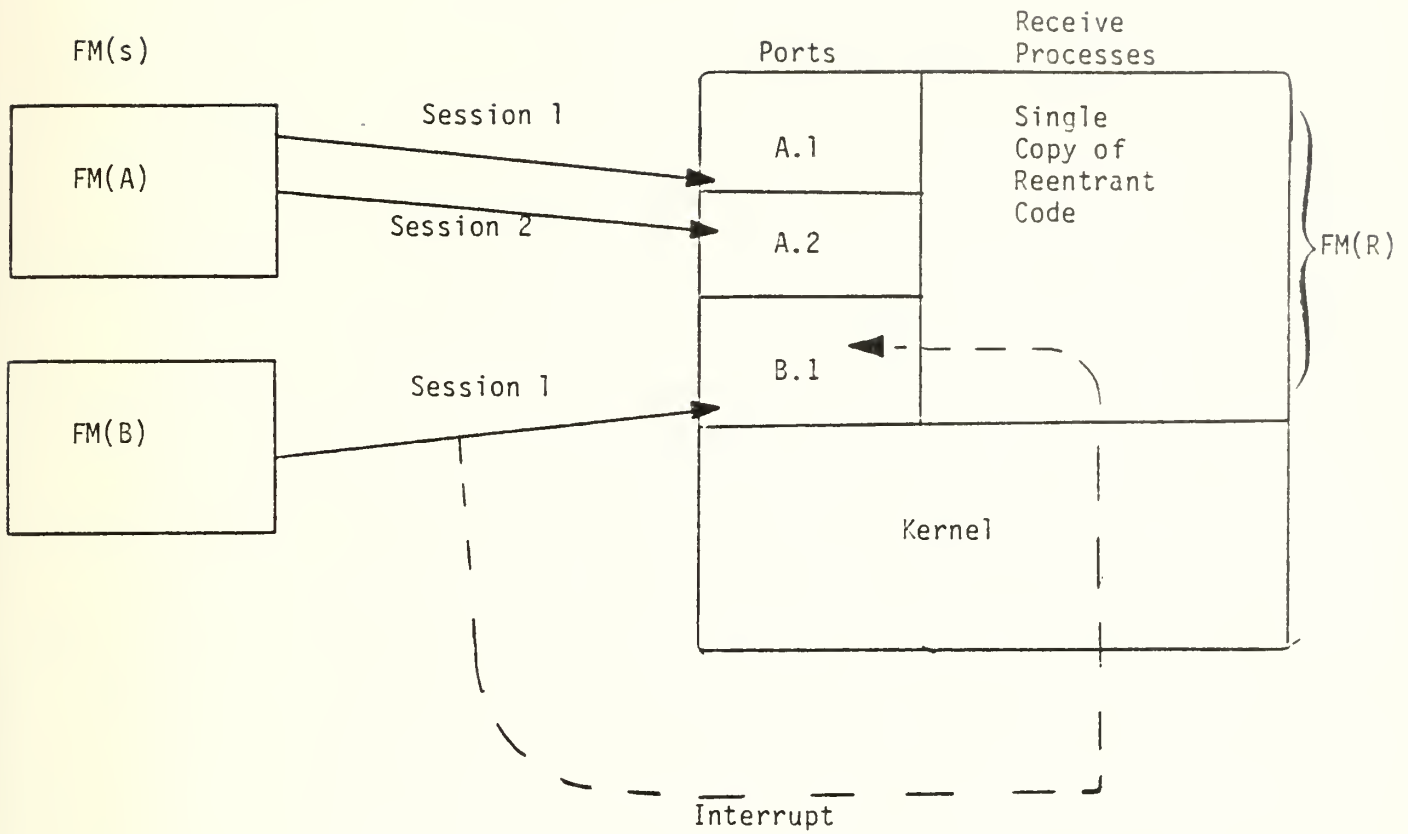 FM(s)
Ports
Receive
Processes
FM(A)
Session 1
Session 2
A.1
A.2
B.1
Single
Copy of
Reentrant
Code
FM(R)
FM(B)
Session 1
Kernel
Interrupt